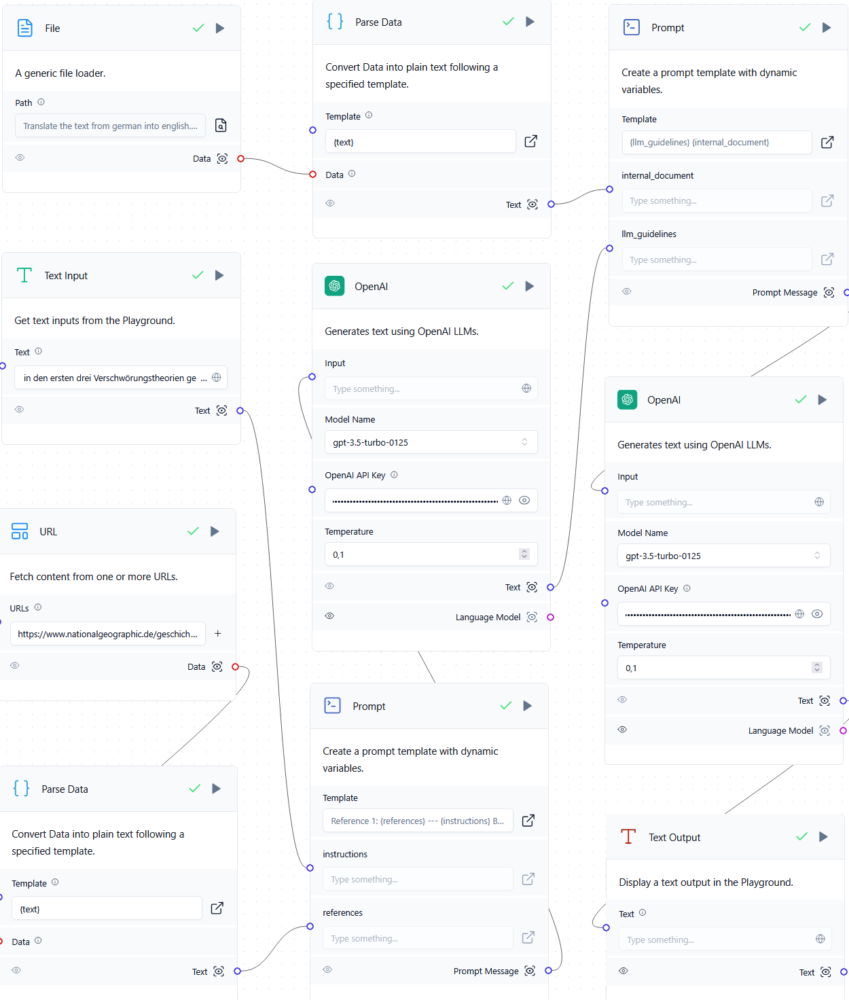 File
A generic file loader.
Path
Translate the text from german into english....
Data
Parse Data
Convert Data into plain text following a
specified template.
Template
{text}
Data
Text
Prompt
Create a prompt template with dynamic
variables.
Template
{llm_guidelines} {internal_document}
internal_document
Type something...
llm_guidelines
Type something...
Prompt Message
Text Input
Get text inputs from the Playground.
Text
in den ersten drei Verschwörungstheorien ge ...
Text
OpenAI
Generates text using OpenAI LLMs.
Input
Type something...
Model Name
gpt-3.5-turbo-0125
OpenAI API Key
Temperature
0,1
Text
Language Model
OpenAI
Generates text using OpenAI LLMs.
Input
Type something...
Model Name
gpt-3.5-turbo-0125
OpenAI API Key
Temperature
0,1
Text
Language Model
URL
Fetch content from one or more URLs.
URLs
https://www.nationalgeographic.de/geschich...
Data
Parse Data
Convert Data into plain text following a
specified template.
Template
{text}
Data
Text
Prompt
Create a prompt template with dynamic
variables.
Template
Reference 1: {references} --- {instructions} B...
instructions
Type something...
references
Type something...
Prompt Message
Text Output
Display a text output in the Playground.
Text
Type something...
Text